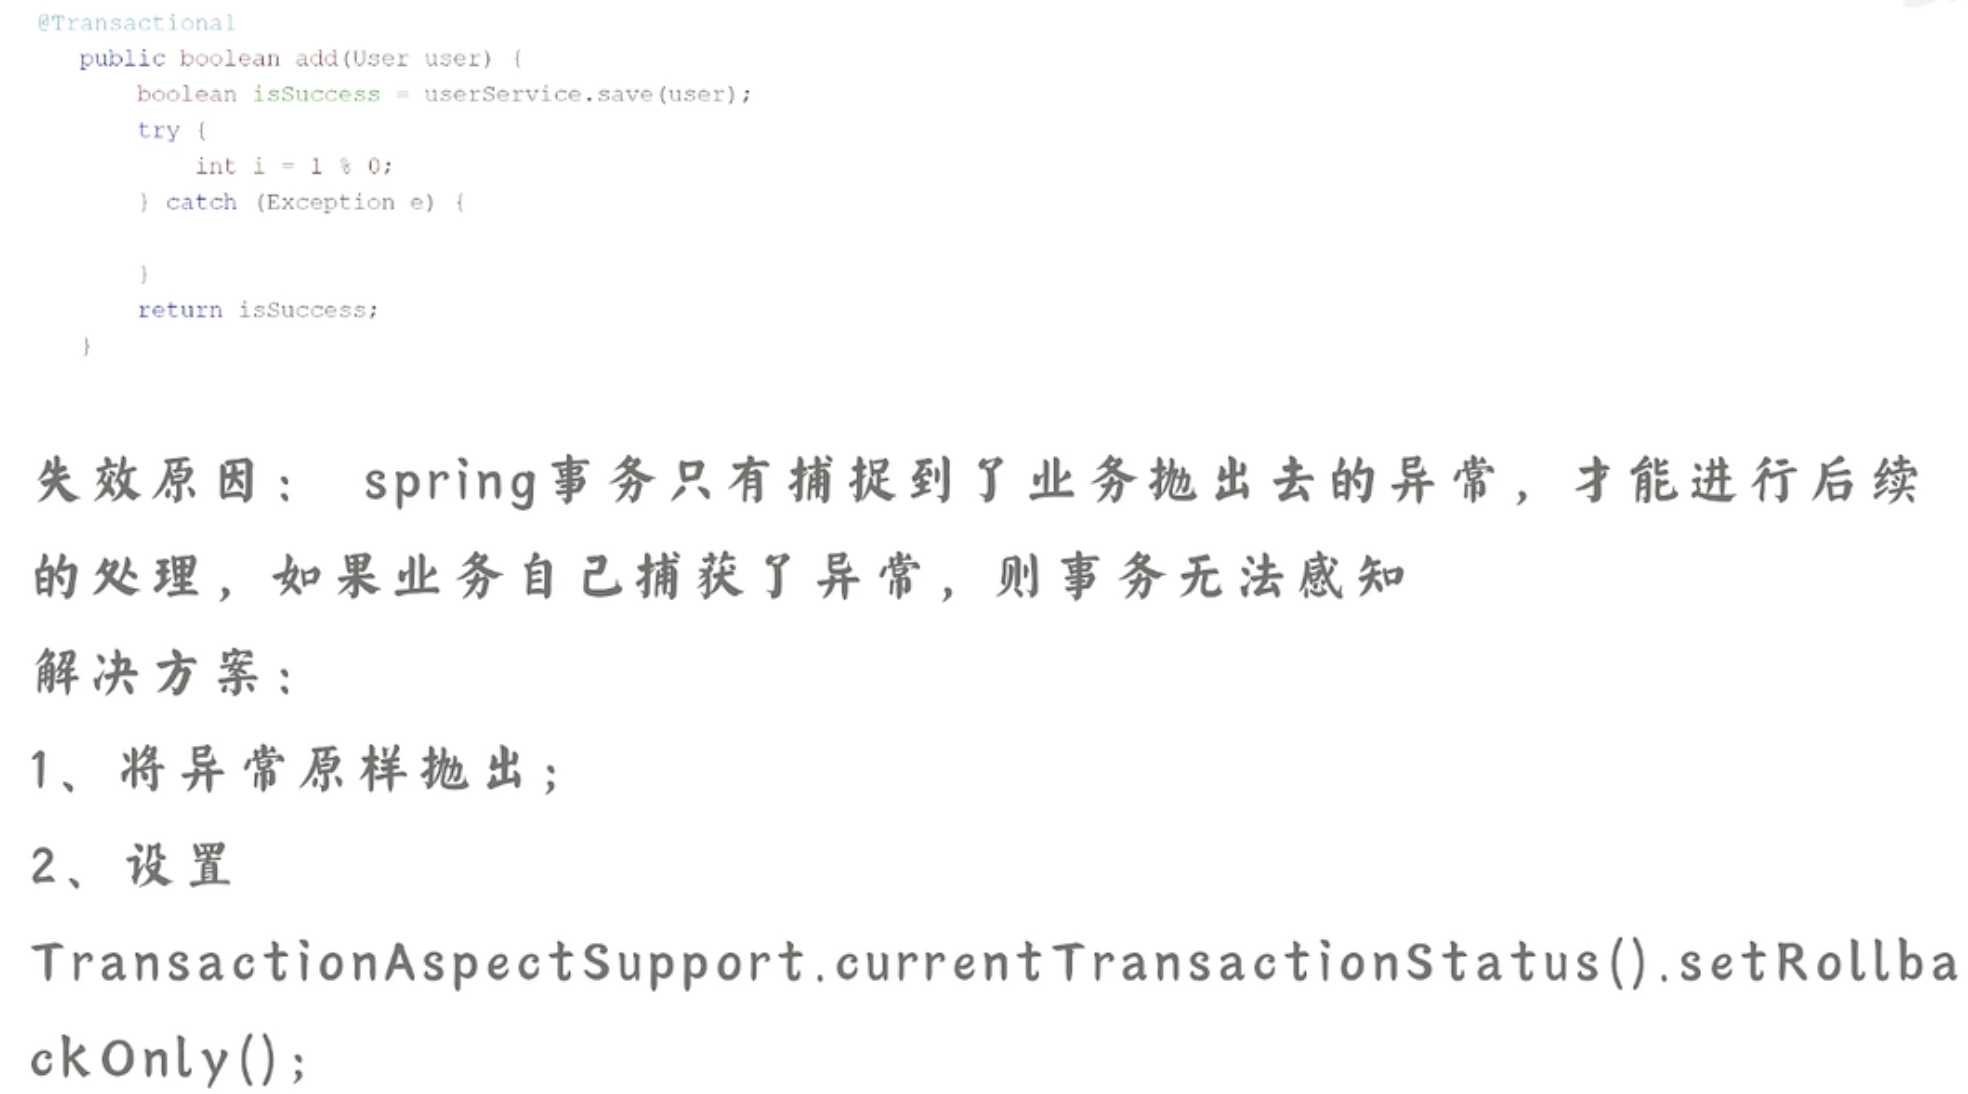 @Transactional
public boolean add(User user) {
boolean isSuccess = userService.save(user);
try {
int i = 1 % 0;
} catch (Exception e) {
}
return isSuccess;
}
失效原因： spring事务只有捕捉到了业务抛出去的异常，才能进行后续
的处理，如果业务自己捕获了异常，则事务无法感知
解决方案：
1、将异常原样抛出；
2、设置
TransactionAspectSupport.currentTransactionStatus().setRollba
ckOnly();